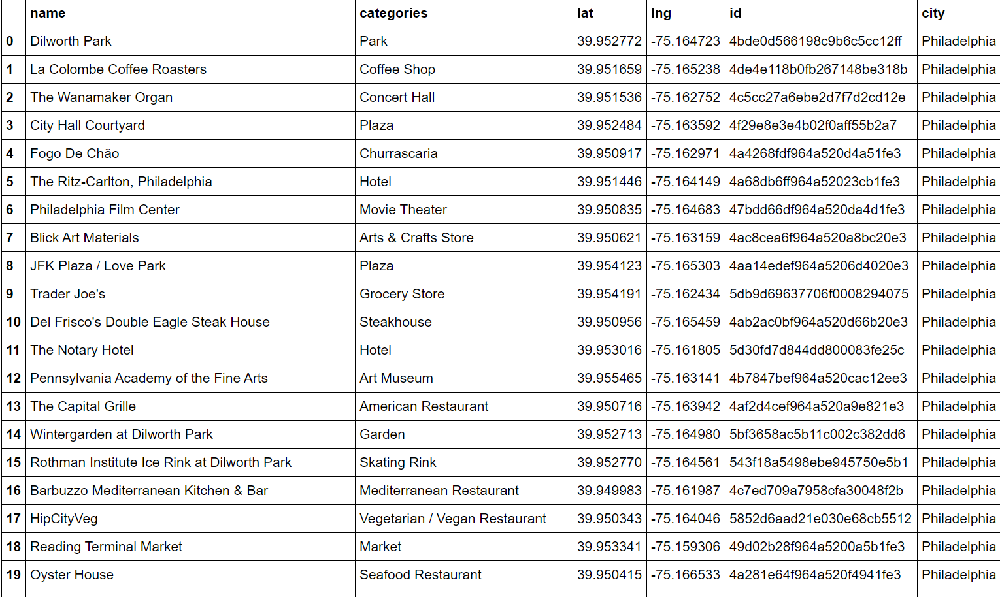 name categories lat lng id city
0 Dilworth Park Park 39.952772 -75.164723 4bde0d566198c9b6c5cc12ff Philadelphia
1 La Colombe Coffee Roasters Coffee Shop 39.951659 -75.165238 4de4e118b0fb267148be318b Philadelphia
2 The Wanamaker Organ Concert Hall 39.951536 -75.162752 4c5cc27a6ebe2d7f7d2cd12e Philadelphia
3 City Hall Courtyard Plaza 39.952484 -75.163592 4f29e8e3e4b02f0aff55b2a7 Philadelphia
4 Fogo De Chão Churrascaria 39.950917 -75.162971 4a4268fdf964a520d4a51fe3 Philadelphia
5 The Ritz-Carlton, Philadelphia Hotel 39.951446 -75.164149 4a68db6ff964a52023cb1fe3 Philadelphia
6 Philadelphia Film Center Movie Theater 39.950835 -75.164683 47bdd66df964a520da4d1fe3 Philadelphia
7 Blick Art Materials Arts & Crafts Store 39.950621 -75.163159 4ac8cea6f964a520a8bc20e3 Philadelphia
8 JFK Plaza / Love Park Plaza 39.954123 -75.165303 4aa14edef964a5206d4020e3 Philadelphia
9 Trader Joe's Grocery Store 39.954191 -75.162434 5db9d69637706f0008294075 Philadelphia
10 Del Frisco's Double Eagle Steak House Steakhouse 39.950956 -75.165459 4ab2ac0bf964a520d66b20e3 Philadelphia
11 The Notary Hotel Hotel 39.953016 -75.161805 5d30fd7d844dd800083fe25c Philadelphia
12 Pennsylvania Academy of the Fine Arts Art Museum 39.955465 -75.163141 4b7847bef964a520cac12ee3 Philadelphia
13 The Capital Grille American Restaurant 39.950716 -75.163942 4af2d4cef964a520a9e821e3 Philadelphia
14 Wintergarden at Dilworth Park Garden 39.952713 -75.164980 5bf3658ac5b11c002c382dd6 Philadelphia
15 Rothman Institute Ice Rink at Dilworth Park Skating Rink 39.952770 -75.164561 543f18a5498ebe945750e5b1 Philadelphia
16 Barbuzzo Mediterranean Kitchen & Bar Mediterranean Restaurant 39.949983 -75.161987 4c7ed709a7958cfa30048f2b Philadelphia
17 HipCityVeg Vegetarian / Vegan Restaurant 39.950343 -75.164046 5852d6aad21e030e68cb5512 Philadelphia
18 Reading Terminal Market Market 39.953341 -75.159306 49d02b28f964a5200a5b1fe3 Philadelphia
19 Oyster House Seafood Restaurant 39.950415 -75.166533 4a281e64f964a520f4941fe3 Philadelphia